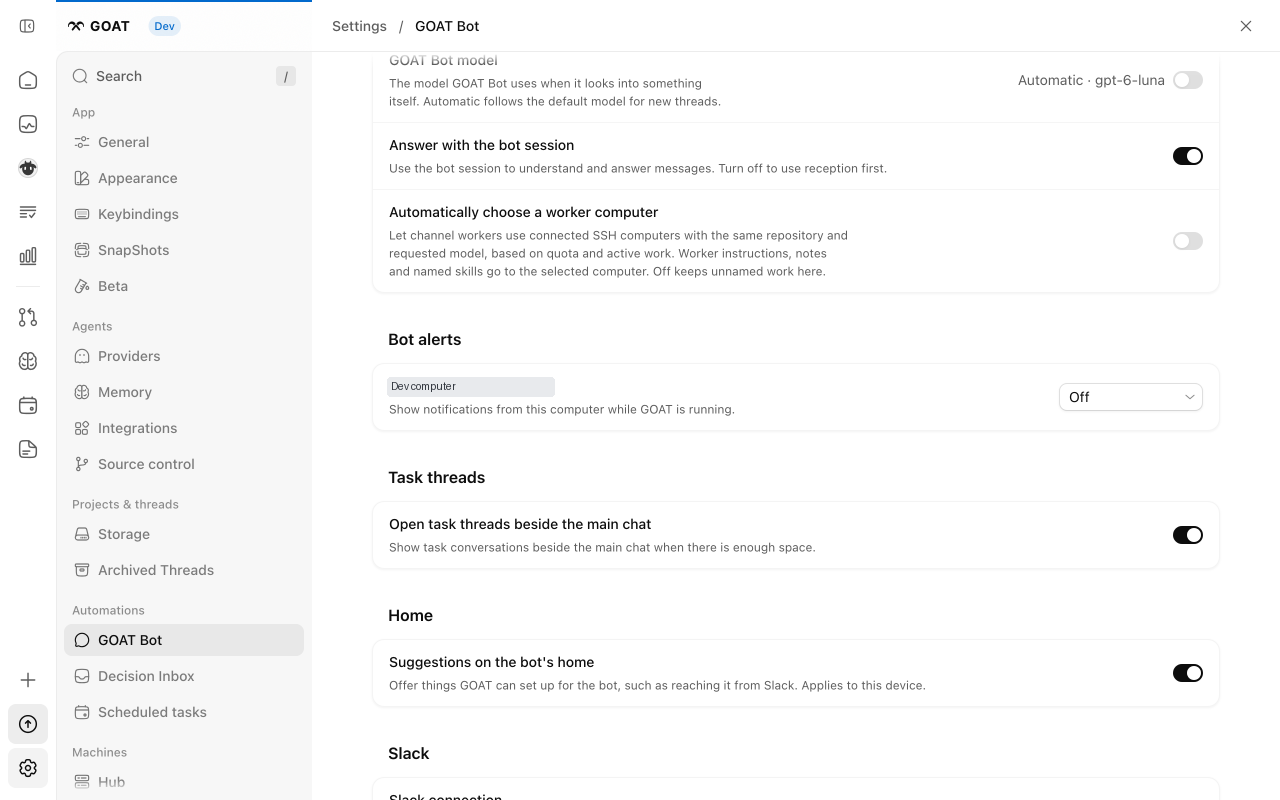 GOAT Dev
Settings / GOAT Bot
Search /
App
General
Appearance
Keybindings
SnapShots
Beta
Agents
Providers
Memory
Integrations
Source control
Projects & threads
Storage
Archived Threads
Automations
GOAT Bot
Decision Inbox
Scheduled tasks
Machines
Hub
GOAT Bot model
The model GOAT Bot uses when it looks into something
itself. Automatic follows the default model for new threads.
Automatic · gpt-6-luna
Answer with the bot session
Use the bot session to understand and answer messages. Turn off to use reception first.
Automatically choose a worker computer
Let channel workers use connected SSH computers with the same repository and
requested model, based on quota and active work. Worker instructions, notes
and named skills go to the selected computer. Off keeps unnamed work here.
Bot alerts
Dev computer
Show notifications from this computer while GOAT is running.
Off
Task threads
Open task threads beside the main chat
Show task conversations beside the main chat when there is enough space.
Home
Suggestions on the bot's home
Offer things GOAT can set up for the bot, such as reaching it from Slack. Applies to this device.
Slack
Slack connection